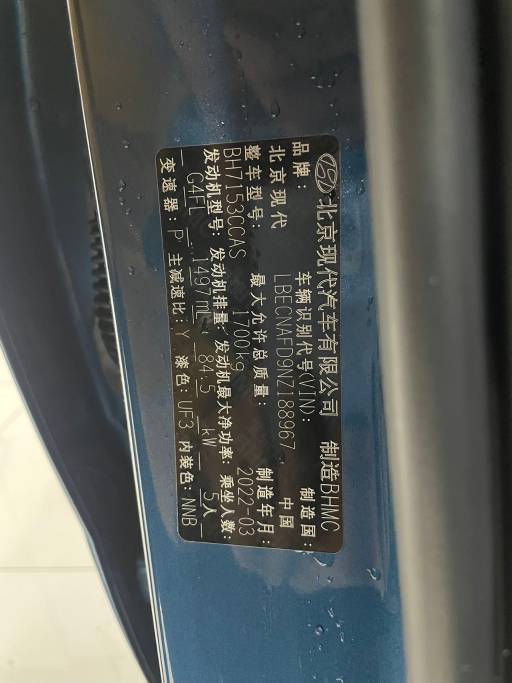 北京现代汽车有限公司 制造BHMC
品牌: 车辆识别代号(VIN): 制造国:
北京现代 LBECNAFD9NZ188967 中国
整车型号: 最大允许总质量: 制造年月:
BH7153CCAS 1700kg 2022-03
发动机型号: 发动机排量: 发动机最大净功率: 乘坐人数:
G4FL 1497mL 84.5 kW 5人
变速器: P 主减速比: Y 漆色: UF3 内装色: NNB